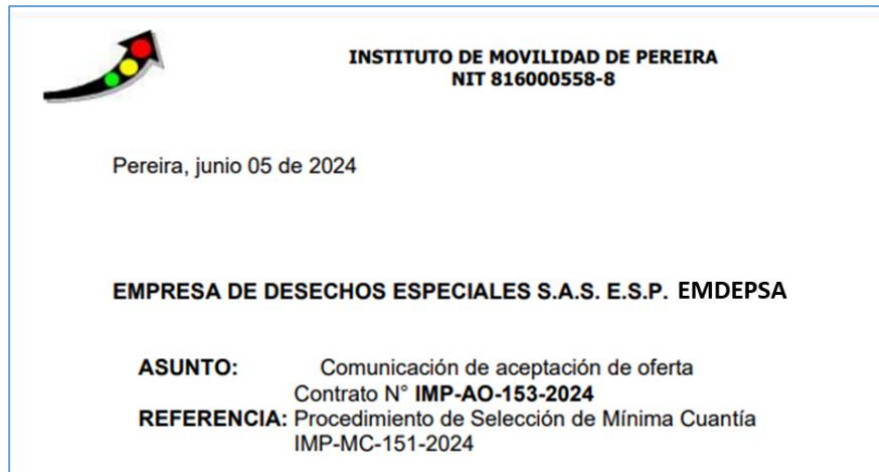 INSTITUTO DE MOVILIDAD DE PEREIRA
NIT 816000558-8
Pereira, junio 05 de 2024
EMPRESA DE DESECHOS ESPECIALES S.A.S. E.S.P. EMDEPSA
ASUNTO: Comunicación de aceptación de oferta
Contrato N° IMP-AO-153-2024
REFERENCIA: Procedimiento de Selección de Mínima Cuantía
IMP-MC-151-2024